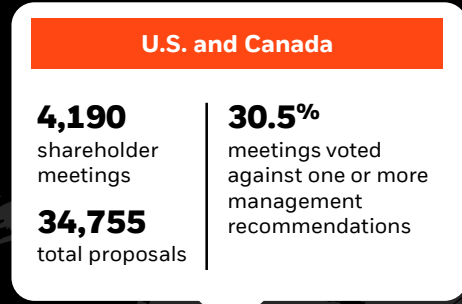 U.S. and Canada
4,190
shareholder
meetings
34,755
total proposals
30.5%
meetings voted
against one or more
management
recommendations